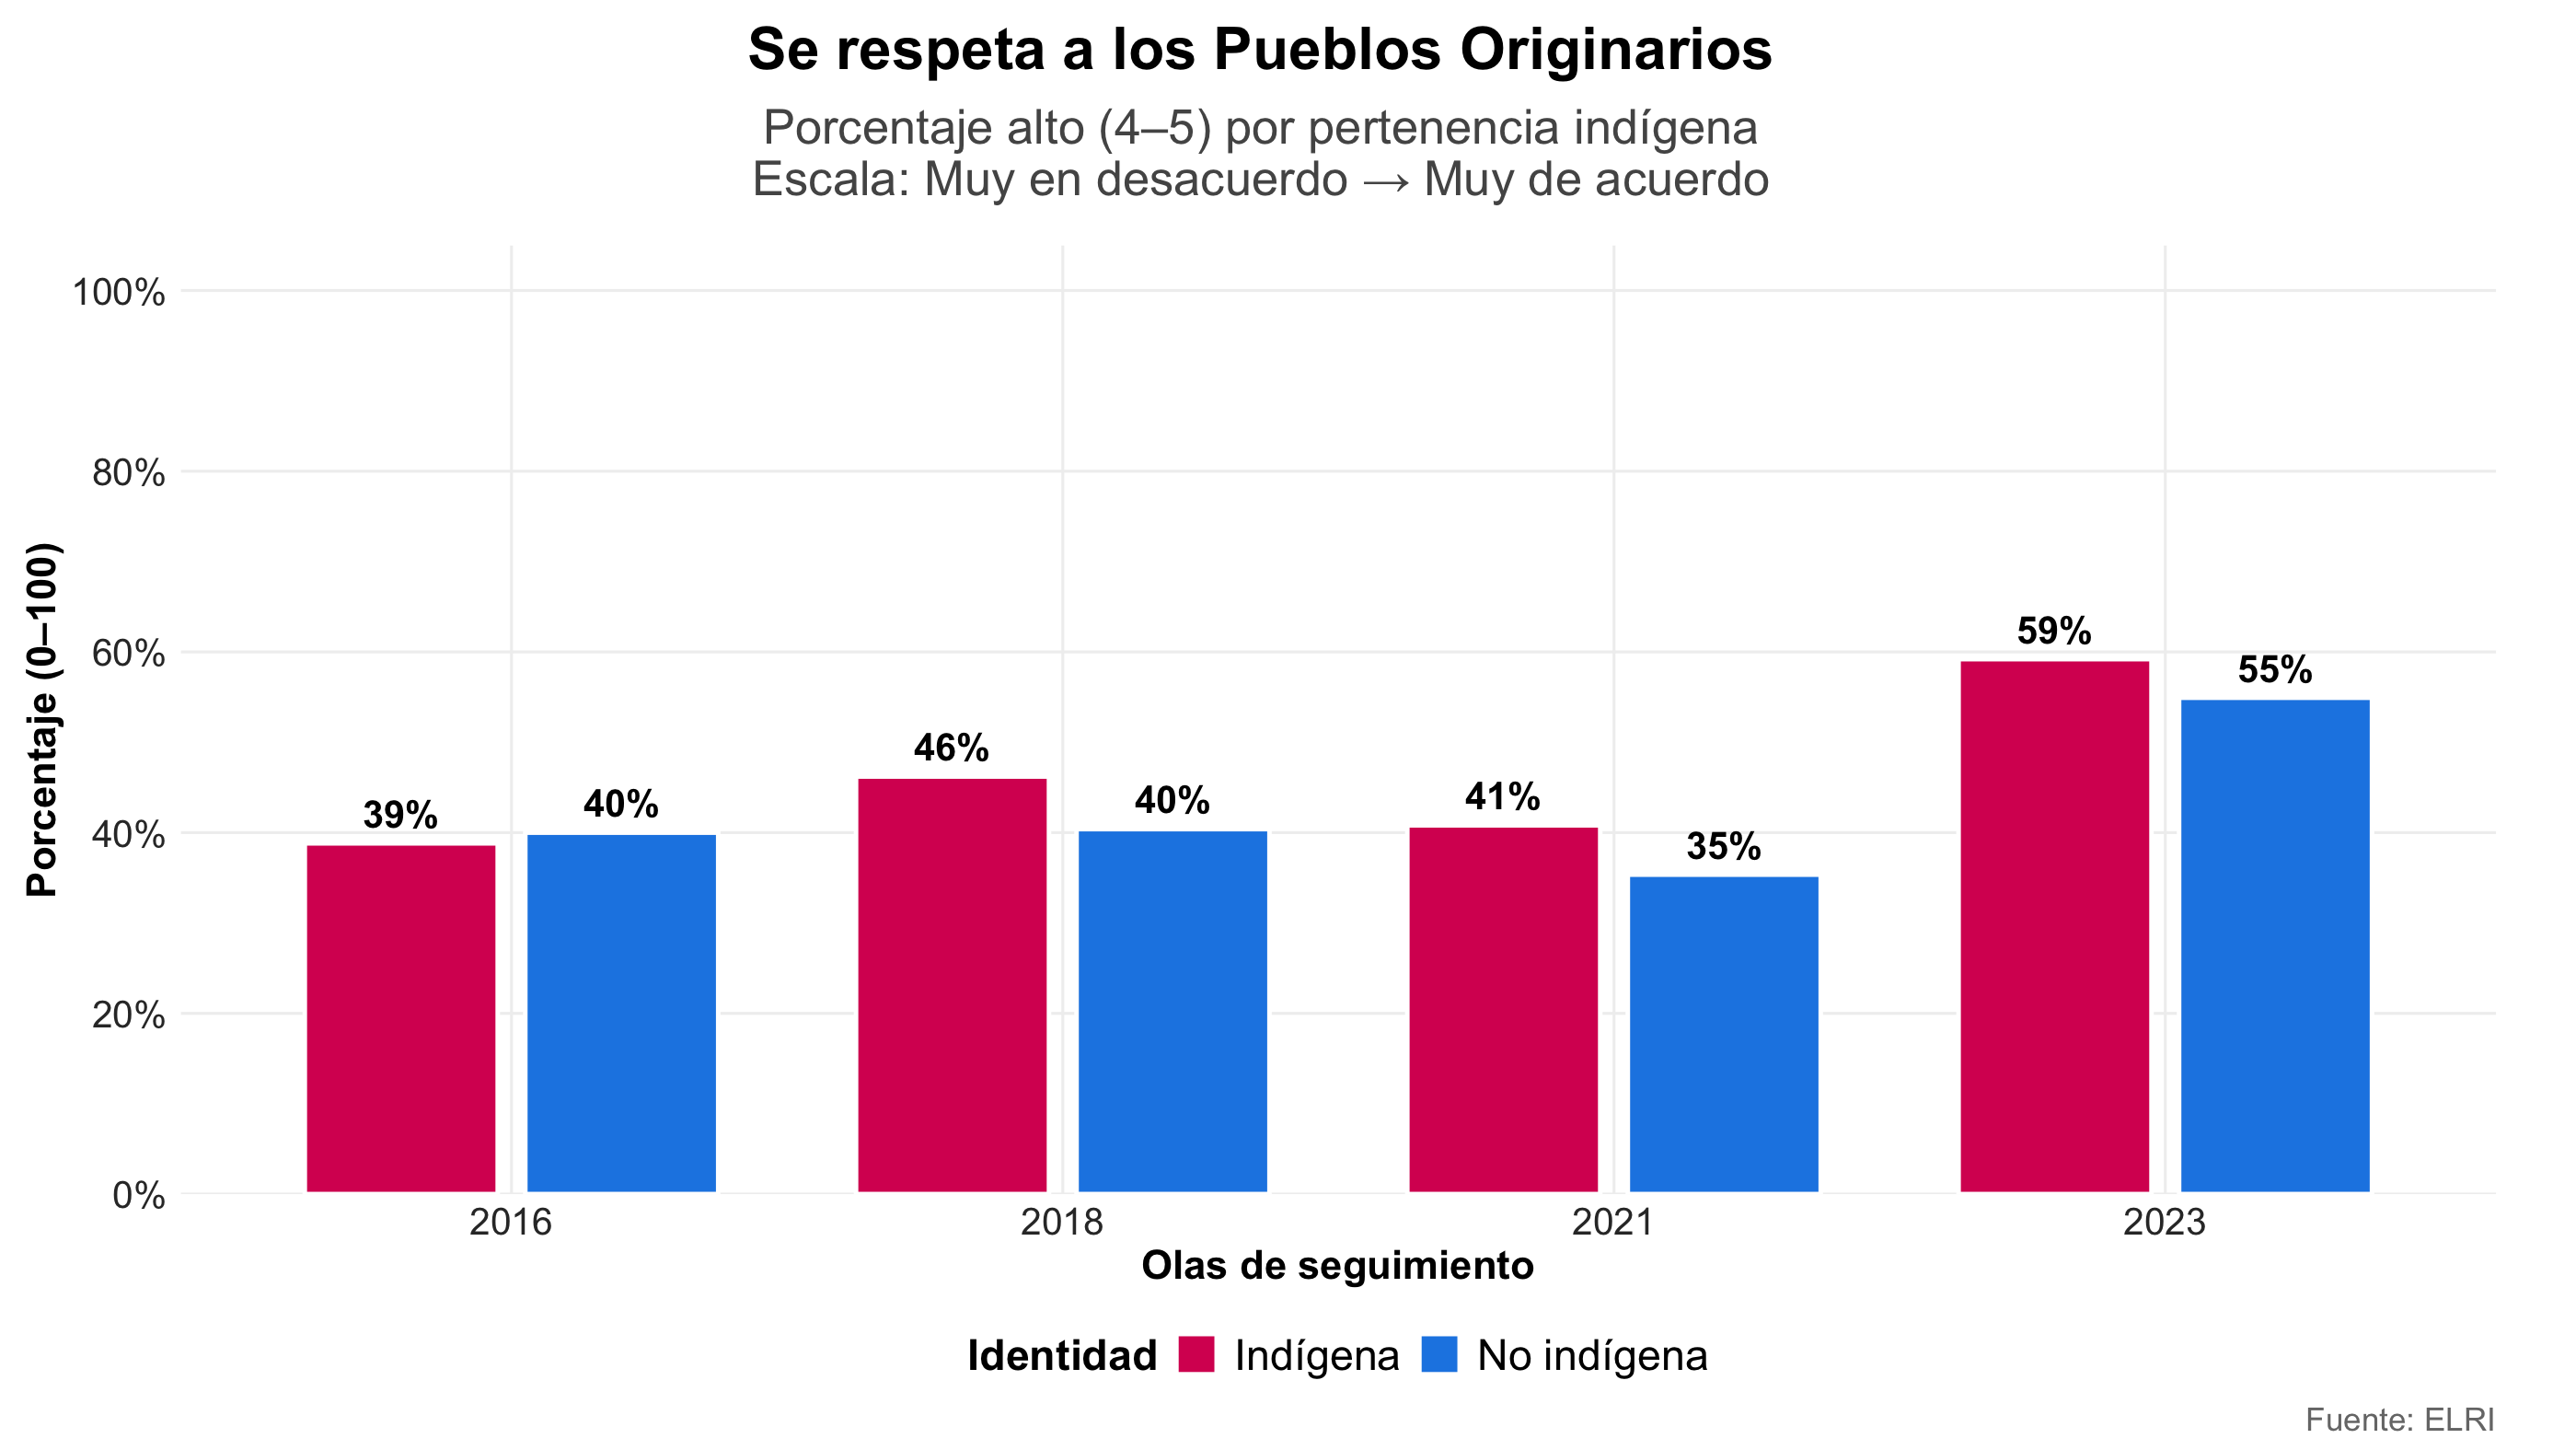 Se respeta a los Pueblos Originarios
Porcentaje alto (4–5) por pertenencia indígena
Escala: Muy en desacuerdo → Muy de acuerdo
Porcentaje (0–100)
100%
80%
60%
40%
20%
0%
39%
40%
46%
40%
41%
35%
59%
55%
2016
2018
2021
2023
Olas de seguimiento
Identidad Indígena No indígena
Fuente: ELRI